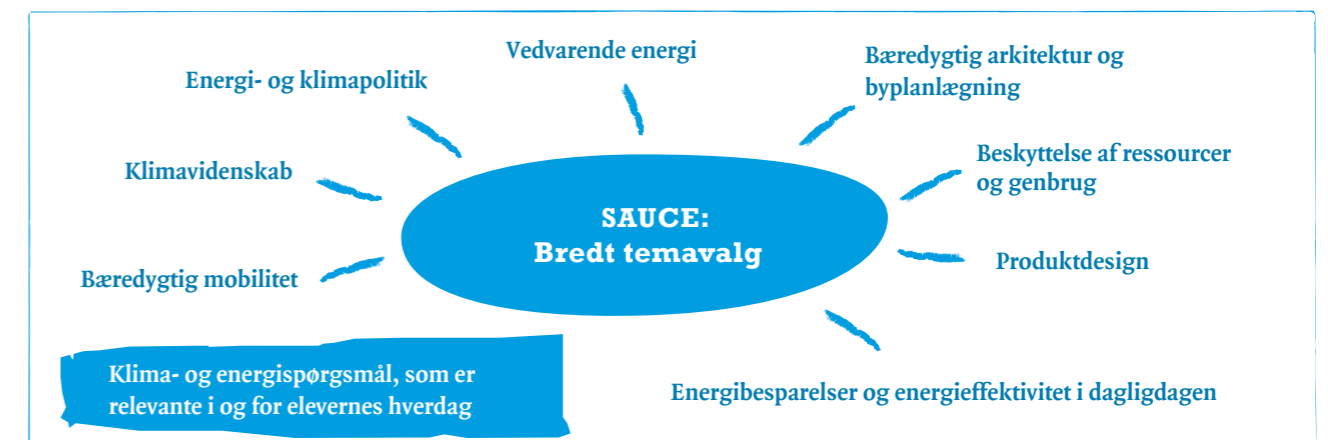 Vedvarende energi
Bæredygtig arkitektur og
byplanlægning
Energi- og klimapolitik
Beskyttelse af ressourcer
og genbrug
Klimavidenskab
SAUCE:
Bredt temavalg
Produktdesign
Bæredygtig mobilitet
Klima- og energispørgsmål, som er
relevante i og for elevernes hverdag
Energibesparelser og energieffektivitet i dagligdagen